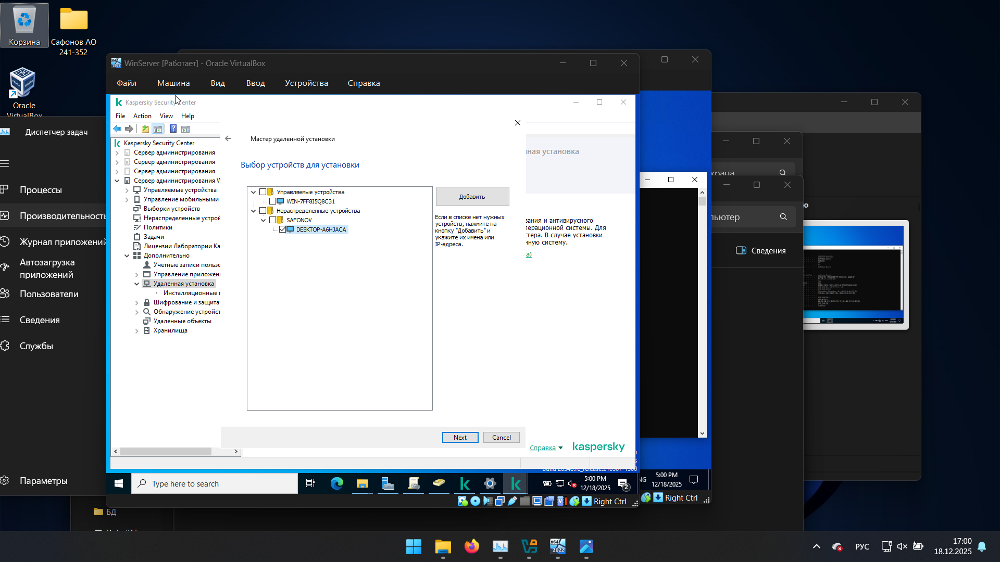 Корзина
Сафонов АО
241-352
Oracle
VirtualBox
Диспетчер задач
Процессы
Производительность
Журнал приложений
Автозагрузка
приложений
Пользователи
Сведения
Службы
Параметры
БД
WinServer [Работает] - Oracle VirtualBox
Файл
Машина
Вид
Ввод
Устройства
Справка
Kaspersky Security Center
File
Action
View
Help
Kaspersky Security Center
Сервер администрирования
Сервер администрирования
Сервер администрирования
Сервер администрирования W
Управляемые устройства
Управление мобильными
Выборки устройств
Нераспределенные устрой
Политики
Задачи
Лицензии Лаборатории Ка
Дополнительно
Учетные записи пользо
Управление приложен
Удаленная установка
Инсталляционные п
Шифрование и защита
Обнаружение устройст
Удаленные объекты
Хранилища
Мастер удаленной установки
Выбор устройств для установки
Управляемые устройства
WIN-7FF8I5Q8C31
Нераспределенные устройства
SAFONOV
DESKTOP-A6HJACA
Добавить
Если в списке нет нужных
устройств, нажмите на
кнопку "Добавить" и
укажите их имена или
IP-адреса.
Next
Cancel
ная установка
вания и антивирусного
перационной системы. Для
стера. В случае установки
нную систему.
а)
Справка
kaspersky
Type here to search
5:00 PM
12/18/2025
2
Right Ctrl
NG
5:00 PM
12/18/2025
Right Ctrl
крана
пьютер
Сведения
ю
x64
2022
РУС
17:00
18.12.2025